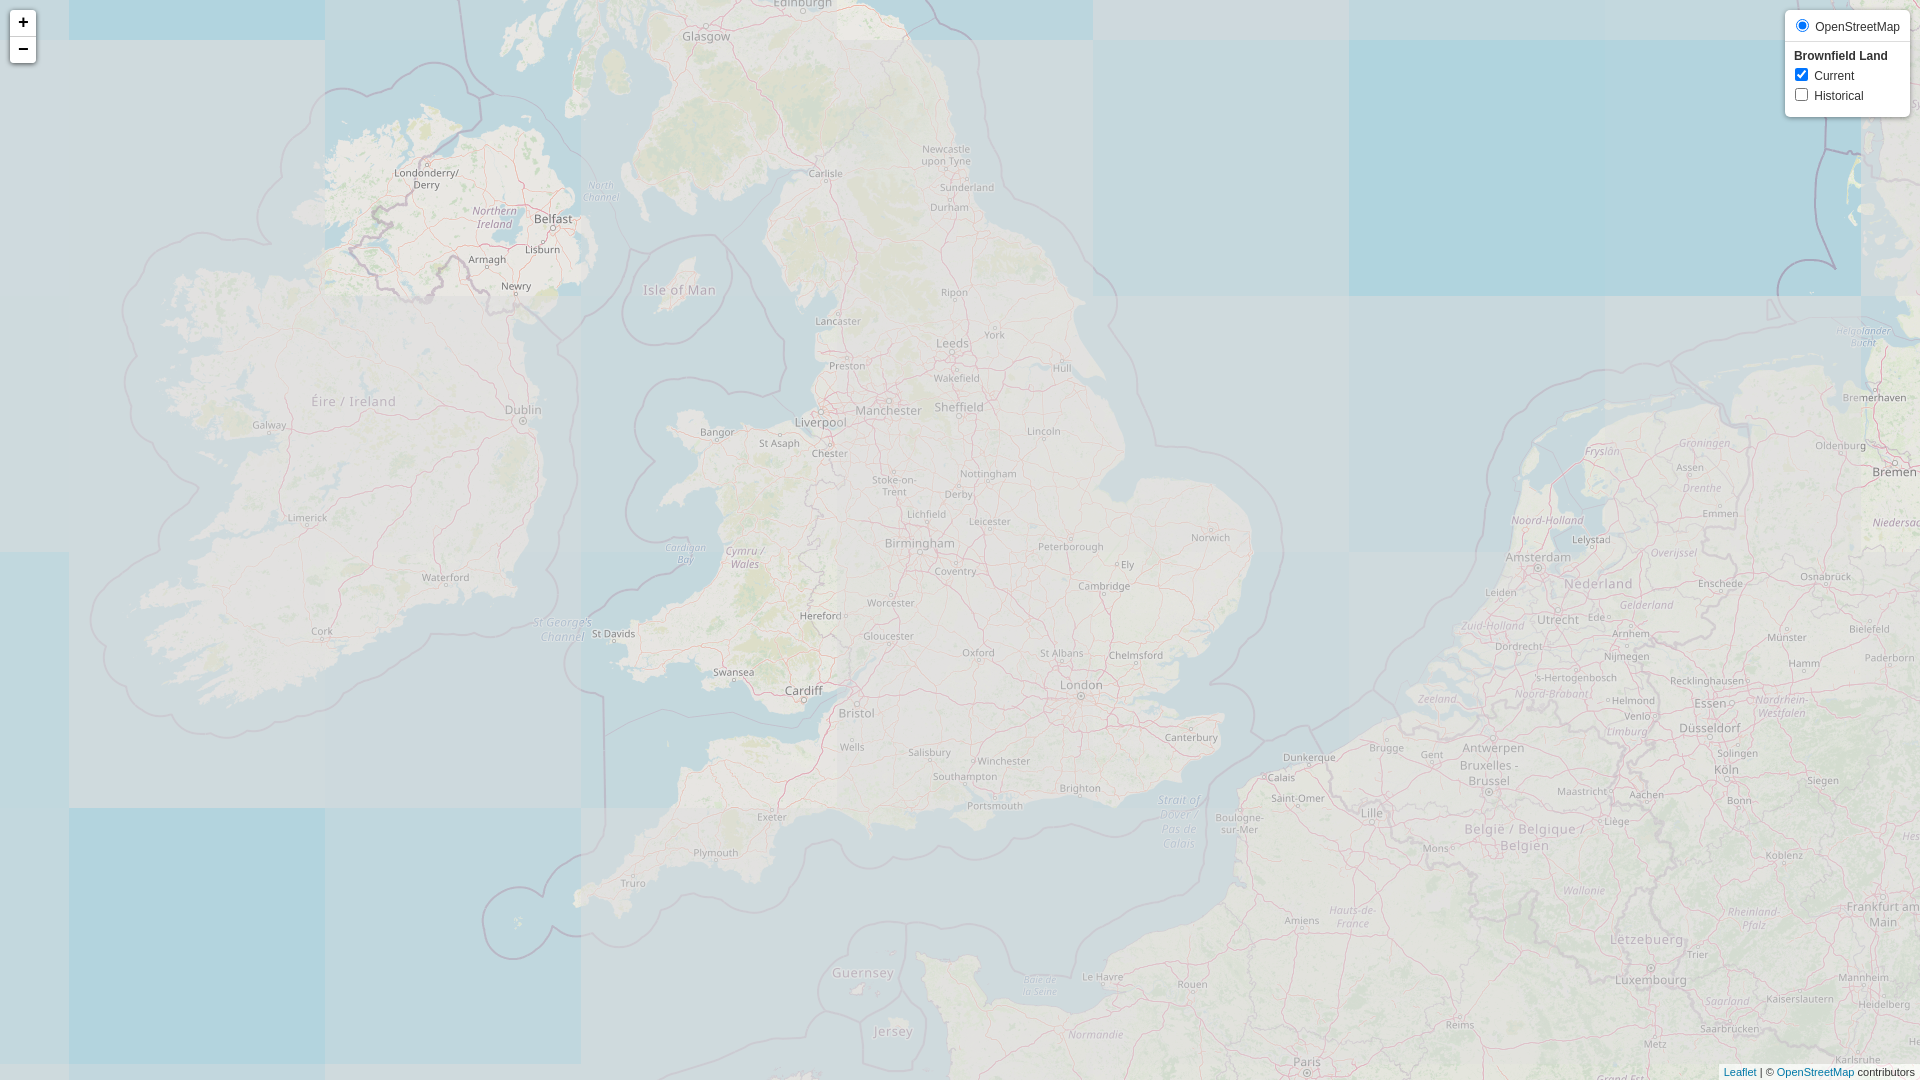 +
−
OpenStreetMap
Brownfield Land
Current
Historical
Edinburgh
Glasgow
Londonderry/
Derry
North
Channel
Newcastle
upon Tyne
Carlisle
Sunderland
Durham
Northern
Ireland
Belfast
Lisburn
Armagh
Newry
Isle of Man
Ripon
Lancaster
York
Leeds
Preston
Hull
Wakefield
Éire / Ireland
Dublin
Manchester
Sheffield
Liverpool
Galway
Bangor
St Asaph
Lincoln
Chester
Nottingham
Stoke-on-
Trent
Derby
Limerick
Lichfield
Leicester
Norwich
Birmingham
Peterborough
Cardigan
Bay
Cymru /
Wales
Coventry
Ely
Waterford
Cambridge
Worcester
Hereford
St George's
Channel
Cork
St Davids
Gloucester
Oxford
St Albans
Chelmsford
Swansea
London
Cardiff
Bristol
Canterbury
Wells
Salisbury
Winchester
Southampton
Brighton
Portsmouth
Strait of
Dover /
Pas de
Calais
Exeter
Plymouth
Truro
Helgoländer
Bucht
Bremerhaven
Groningen
Oldenburg
Fryslân
Assen
Bremen
Drenthe
Emmen
Noord-Holland
Niedersac
Lelystad
Amsterdam
Overijssel
Nederland
Enschede
Osnabrück
Leiden
Gelderland
Utrecht
Ede
Zuid-Holland
Arnhem
Münster
Bielefeld
Dordrecht
Nijmegen
Hamm
Paderborn
's-Hertogenbosch
Recklinghausen
Noord-Brabant
Zeeland
Helmond
Essen
Nordrhein-
Westfalen
Venlo
Düsseldorf
Limburg
Dunkerque
Brugge
Gent
Antwerpen
Solingen
Calais
Bruxelles -
Brussel
Köln
Siegen
Saint-Omer
Maastricht
Aachen
Bonn
Lille
Boulogne-
sur-Mer
Liège
België / Belgique /
Belgien
Hes
Mons
Koblenz
Wallonie
Frankfurt am
Main
Amiens
Hauts-de-
France
Rheinland-
Pfalz
Lëtzebuerg
Trier
Guernsey
Le Havre
Baie de
la Seine
Rouen
Luxembourg
Mannheim
Saarland
Kaiserslautern
Heidelberg
Jersey
Normandie
Reims
Saarbrücken
Metz
Karlsruhe
Paris
Grand Est
Leaflet | © OpenStreetMap contributors